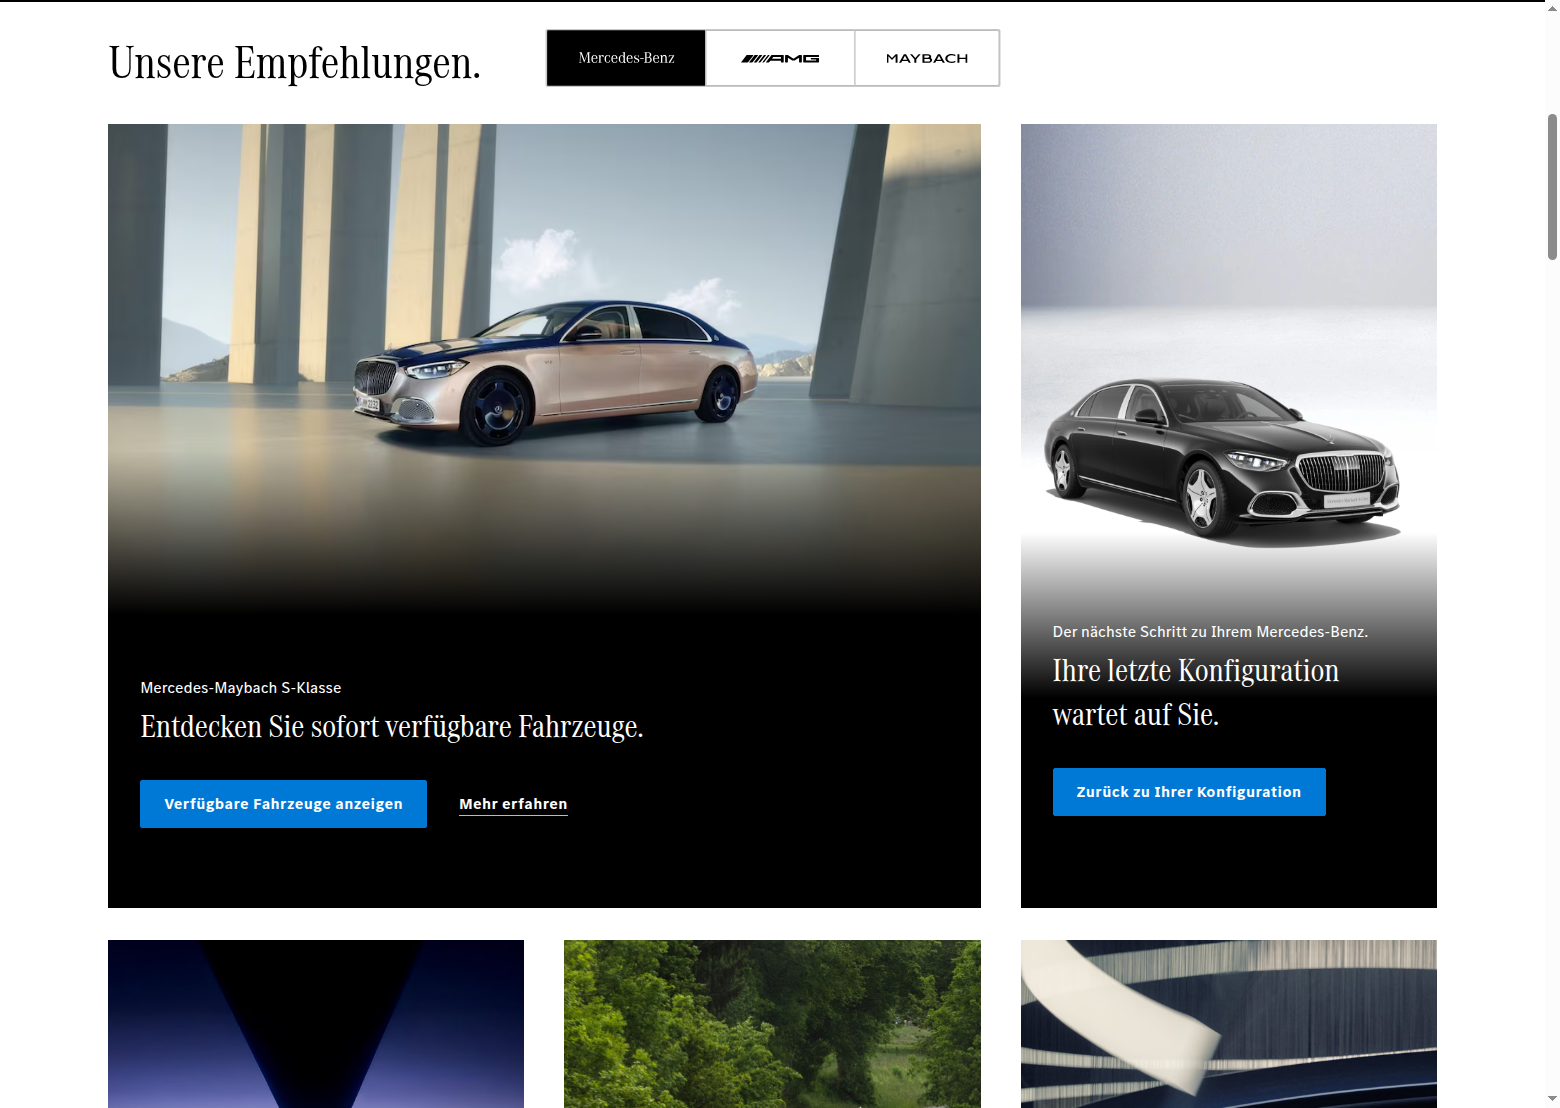 Unsere Empfehlungen.
Mercedes-Benz
AMG
MAYBACH
Mercedes-Maybach S-Klasse
Entdecken Sie sofort verfügbare Fahrzeuge.
Verfügbare Fahrzeuge anzeigen
Mehr erfahren
Der nächste Schritt zu Ihrem Mercedes-Benz.
Ihre letzte Konfiguration
wartet auf Sie.
Zurück zu Ihrer Konfiguration